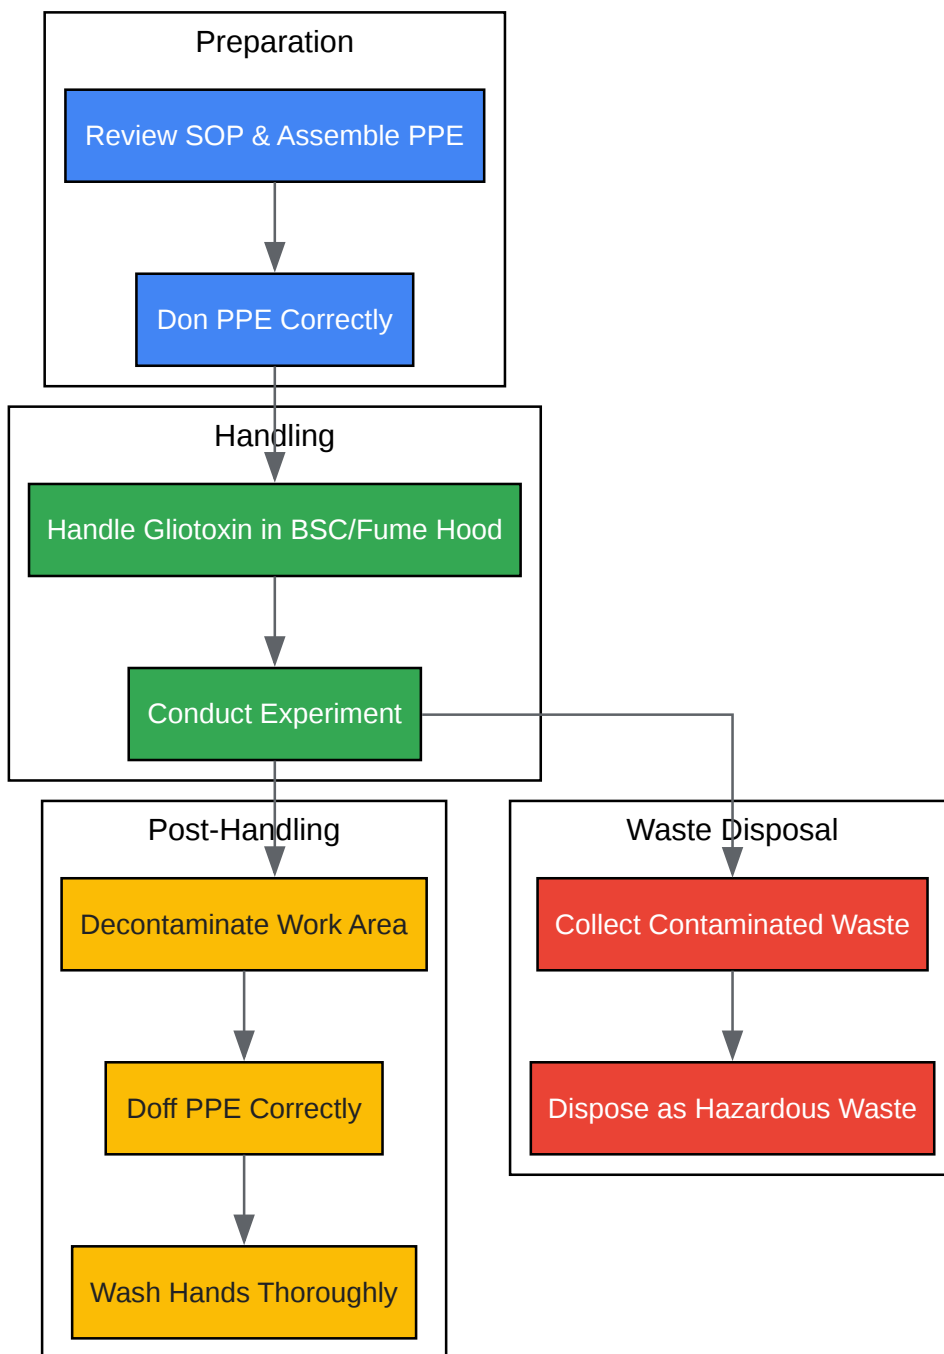 Preparation
Review SOP & Assemble PPE
Don PPE Correctly
Handling
Handle Gliotoxin in BSC/Fume Hood
Conduct Experiment
Post-Handling
Decontaminate Work Area
Doff PPE Correctly
Wash Hands Thoroughly
Waste Disposal
Collect Contaminated Waste
Dispose as Hazardous Waste